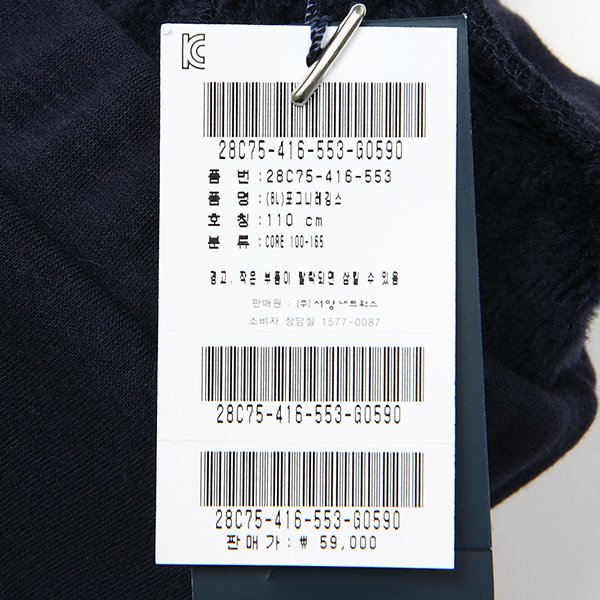 KC
28C75-416-553-G0590
품 번 : 28C75-416-553
품 명 : (BL)포그니레깅스
호 칭 : 110 cm
분 류 : CORE 100-165
경고, 작은 부품이 탈락되면 삼킬 수 있음
판매원 : (주) 서양네트웍스
소비자 상담실 1577-0087
28C75-416-553-G0590
28C75-416-553-G0590
판 매 가 : ₩ 59,000